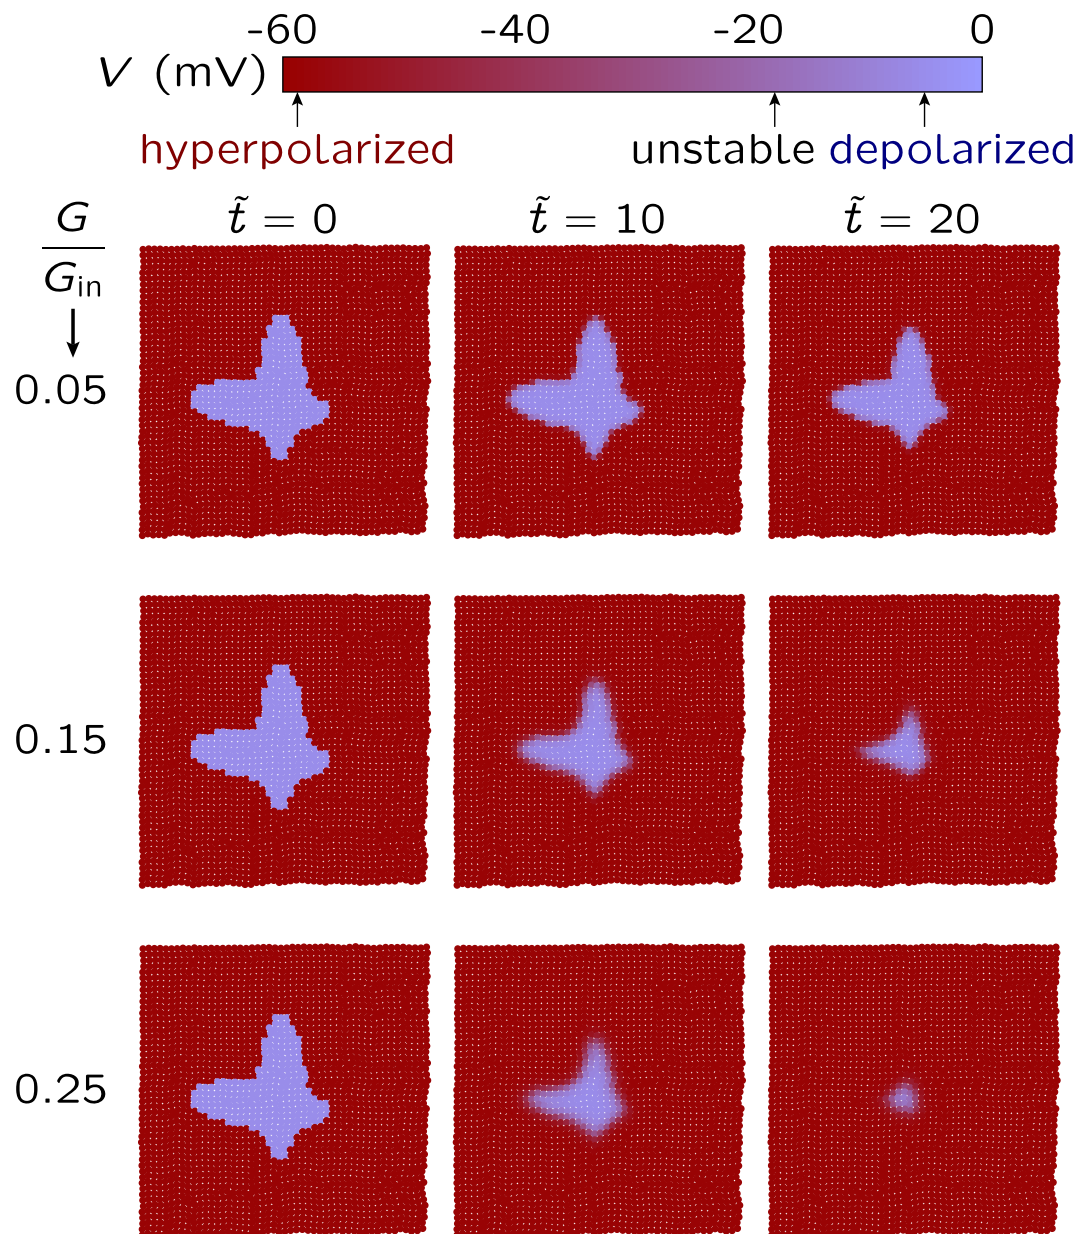 -60 -40 -20 0
V (mV)
hyperpolarized unstable depolarized
G
G_in
t̃ = 0 t̃ = 10 t̃ = 20
0.05
0.15
0.25